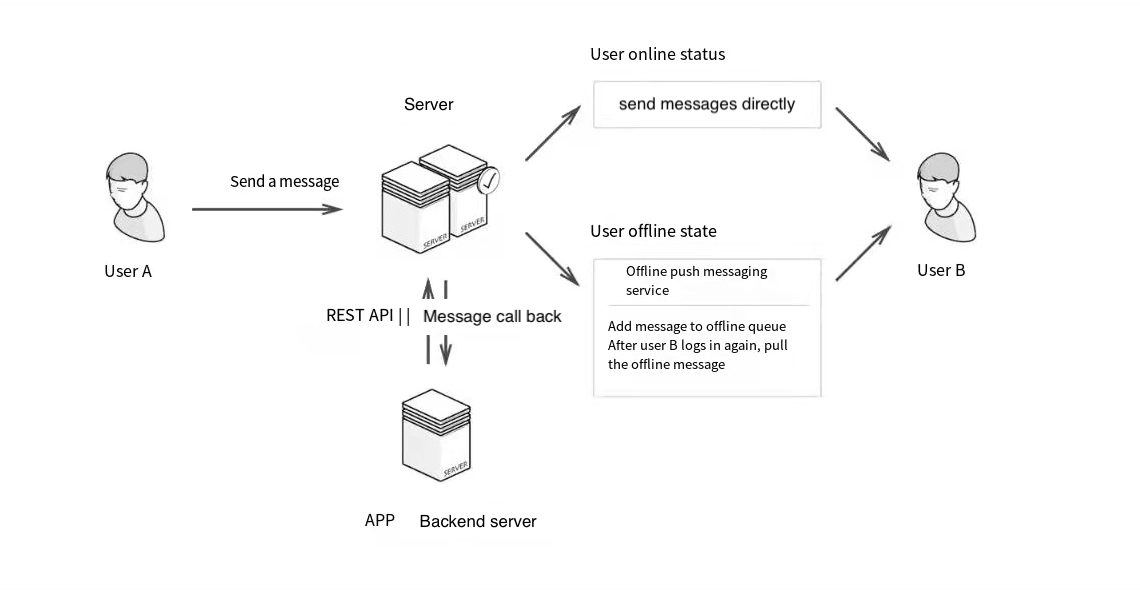 User online status
send messages directly
Server
Send a message
SERVER
SERVER
User A
User B
User offline state
Offline push messaging
service
Add message to offline queue
After user B logs in again, pull
the offline message
REST API || Message call back
SERVER
APP Backend server